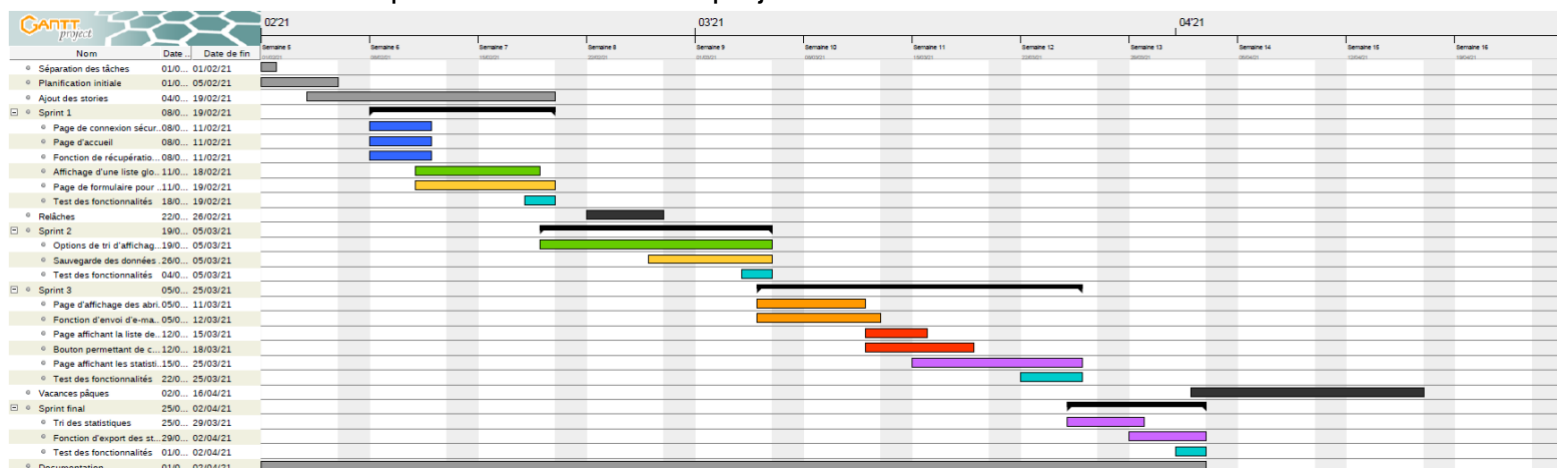 GANTT project
02'21 03'21 04'21
Semaine 5 Semaine 6 Semaine 7 Semaine 8 Semaine 9 Semaine 10 Semaine 11 Semaine 12 Semaine 13 Semaine 14 Semaine 15 Semaine 16
Nom Date ... Date de fin
Séparation des tâches 01/0... 01/02/21
Planification initiale 01/0... 05/02/21
Ajout des stories 04/0... 19/02/21
Sprint 1 08/0... 19/02/21
Page de connexion sécur...08/0... 11/02/21
Page d'accueil 08/0... 11/02/21
Fonction de récupératio...08/0... 11/02/21
Affichage d'une liste glo...11/0... 18/02/21
Page de formulaire pour ...11/0... 19/02/21
Test des fonctionnalités 18/0... 19/02/21
Relâches 22/0... 26/02/21
Sprint 2 19/0... 05/03/21
Options de tri d'affichag...19/0... 05/03/21
Sauvegarde des données ...26/0... 05/03/21
Test des fonctionnalités 04/0... 05/03/21
Sprint 3 05/0... 25/03/21
Page d'affichage des abri...05/0... 11/03/21
Fonction d'envoi d'e-ma...05/0... 12/03/21
Page affichant la liste de...12/0... 15/03/21
Bouton permettant de c...12/0... 18/03/21
Page affichant les statisti...15/0... 25/03/21
Test des fonctionnalités 22/0... 25/03/21
Vacances pâques 02/0... 16/04/21
Sprint final 25/0... 02/04/21
Tri des statistiques 25/0... 29/03/21
Fonction d'export des st...29/0... 02/04/21
Test des fonctionnalités 01/0... 02/04/21
Documentation 01/0... 02/04/21